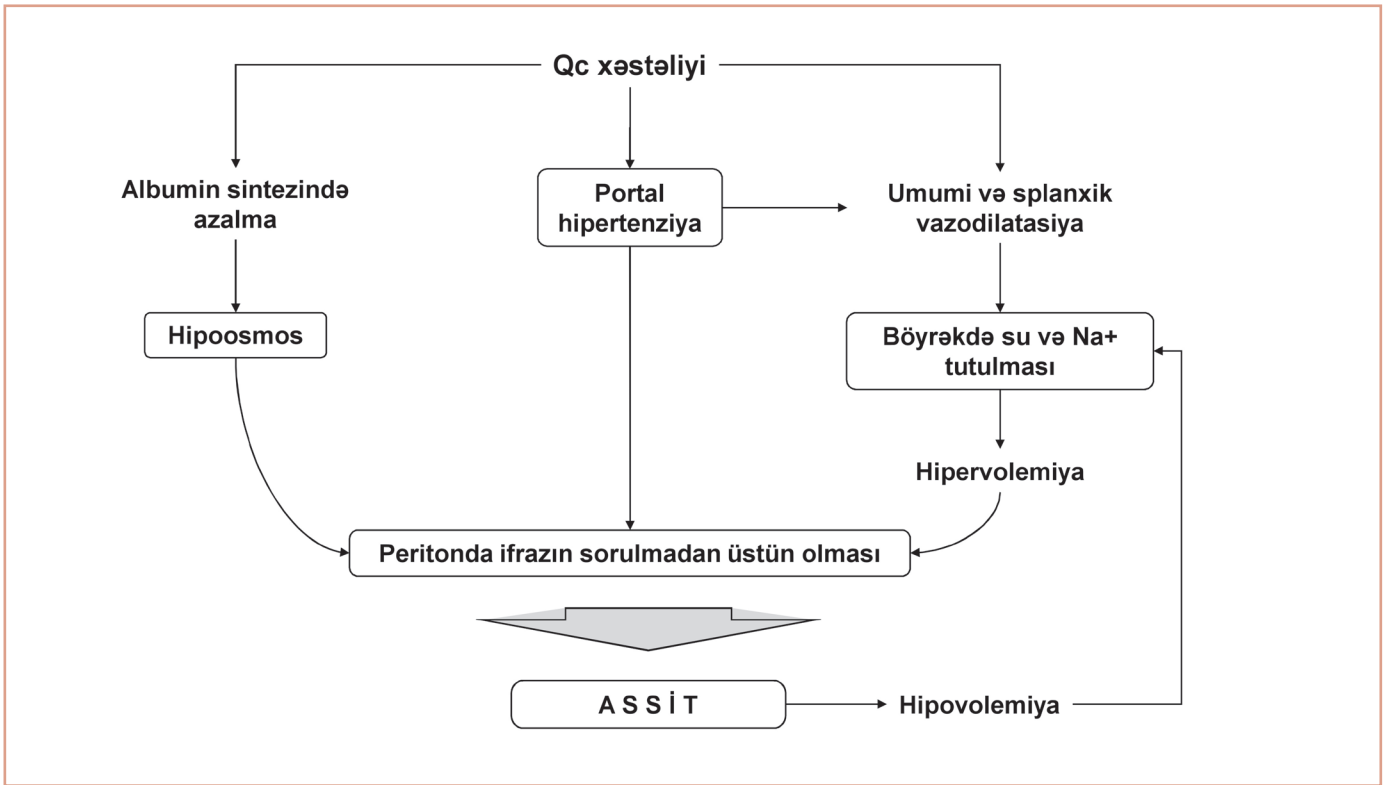 Qc xəstəliyi
Albumin sintezində
azalma
Portal
hipertenziya
Umumi və splanxik
vazodilatasiya
Hipoosmos
Böyrəkdə su və Na+
tutulması
Hipervolemiya
Peritonda ifrazın sorulmadan üstün olması
A S S İ T
Hipovolemiya